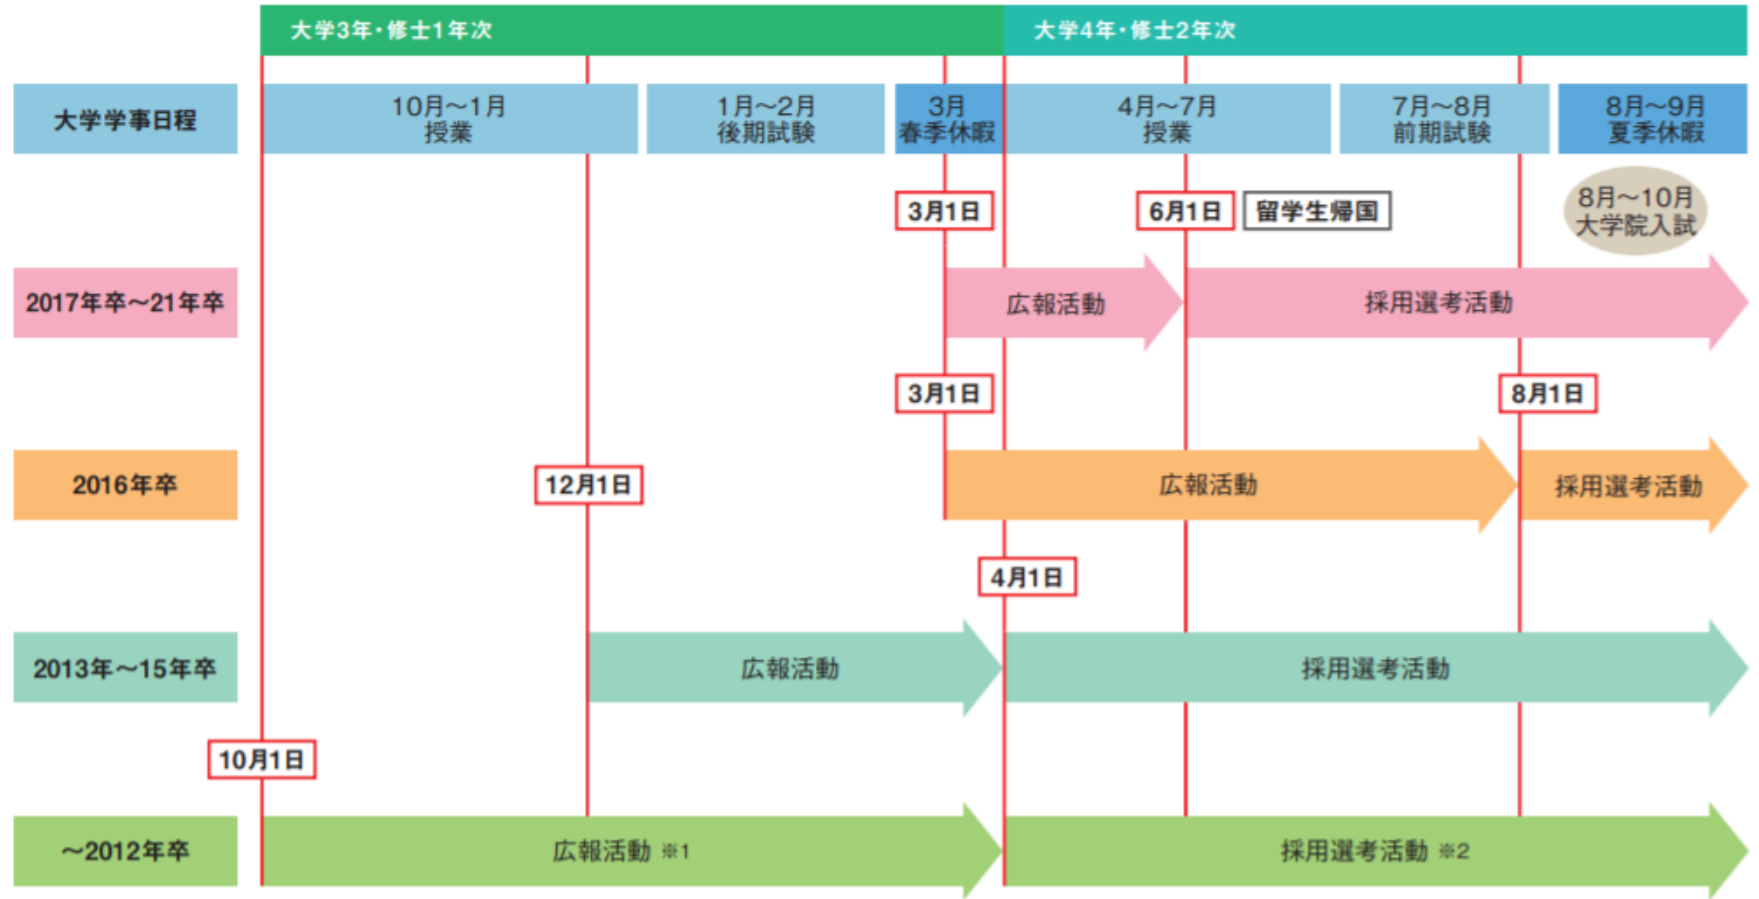 大学3年・修士1年次
大学4年・修士2年次
大学学事日程
10月～1月
授業
1月～2月
後期試験
3月
春季休暇
4月～7月
授業
7月～8月
前期試験
8月～9月
夏季休暇
3月1日
6月1日
留学生帰国
8月～10月
大学院入試
2017年卒～21年卒
広報活動
採用選考活動
3月1日
8月1日
2016年卒
12月1日
広報活動
採用選考活動
4月1日
2013年～15年卒
広報活動
採用選考活動
10月1日
～2012年卒
広報活動 ※1
採用選考活動 ※2